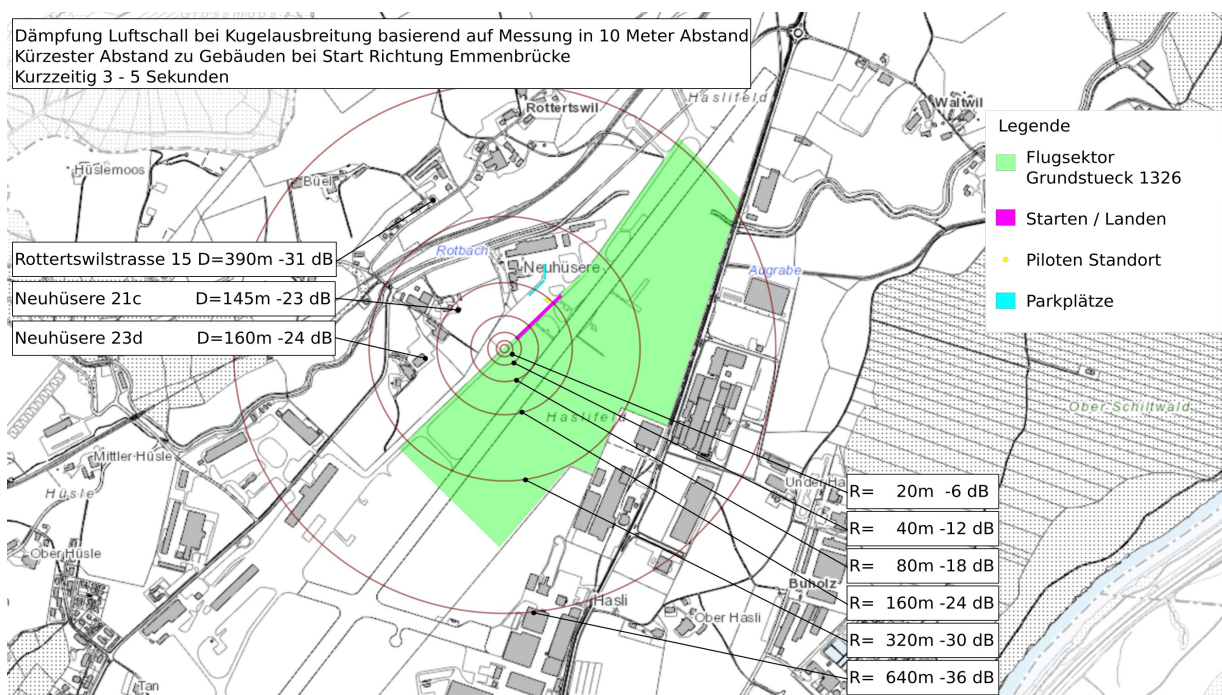 Dämpfung Luftschall bei Kugelausbreitung basierend auf Messung in 10 Meter Abstand
Kürzester Abstand zu Gebäuden bei Start Richtung Emmenbrücke
Kurzzeitig 3 - 5 Sekunden
Haslifeld
Rottertswil
Waltwil
Legende
Flugsektor
Grundstueck 1326
Starten / Landen
Piloten Standort
Parkplätze
Hüslemoos
Büel
Rotbach
Neuhüsere
Augrabe
Rottertswilstrasse 15 D=390m -31 dB
Neuhüsere 21c D=145m -23 dB
Neuhüsere 23d D=160m -24 dB
Haslifeld
Ober Schiltwald
Mittler-Hüsle
Hüsle
Under Ha
Ober Hüsle
Buholz
Hasli
Ober Hasli
Tan
R= 20m -6 dB
R= 40m -12 dB
R= 80m -18 dB
R= 160m -24 dB
R= 320m -30 dB
R= 640m -36 dB